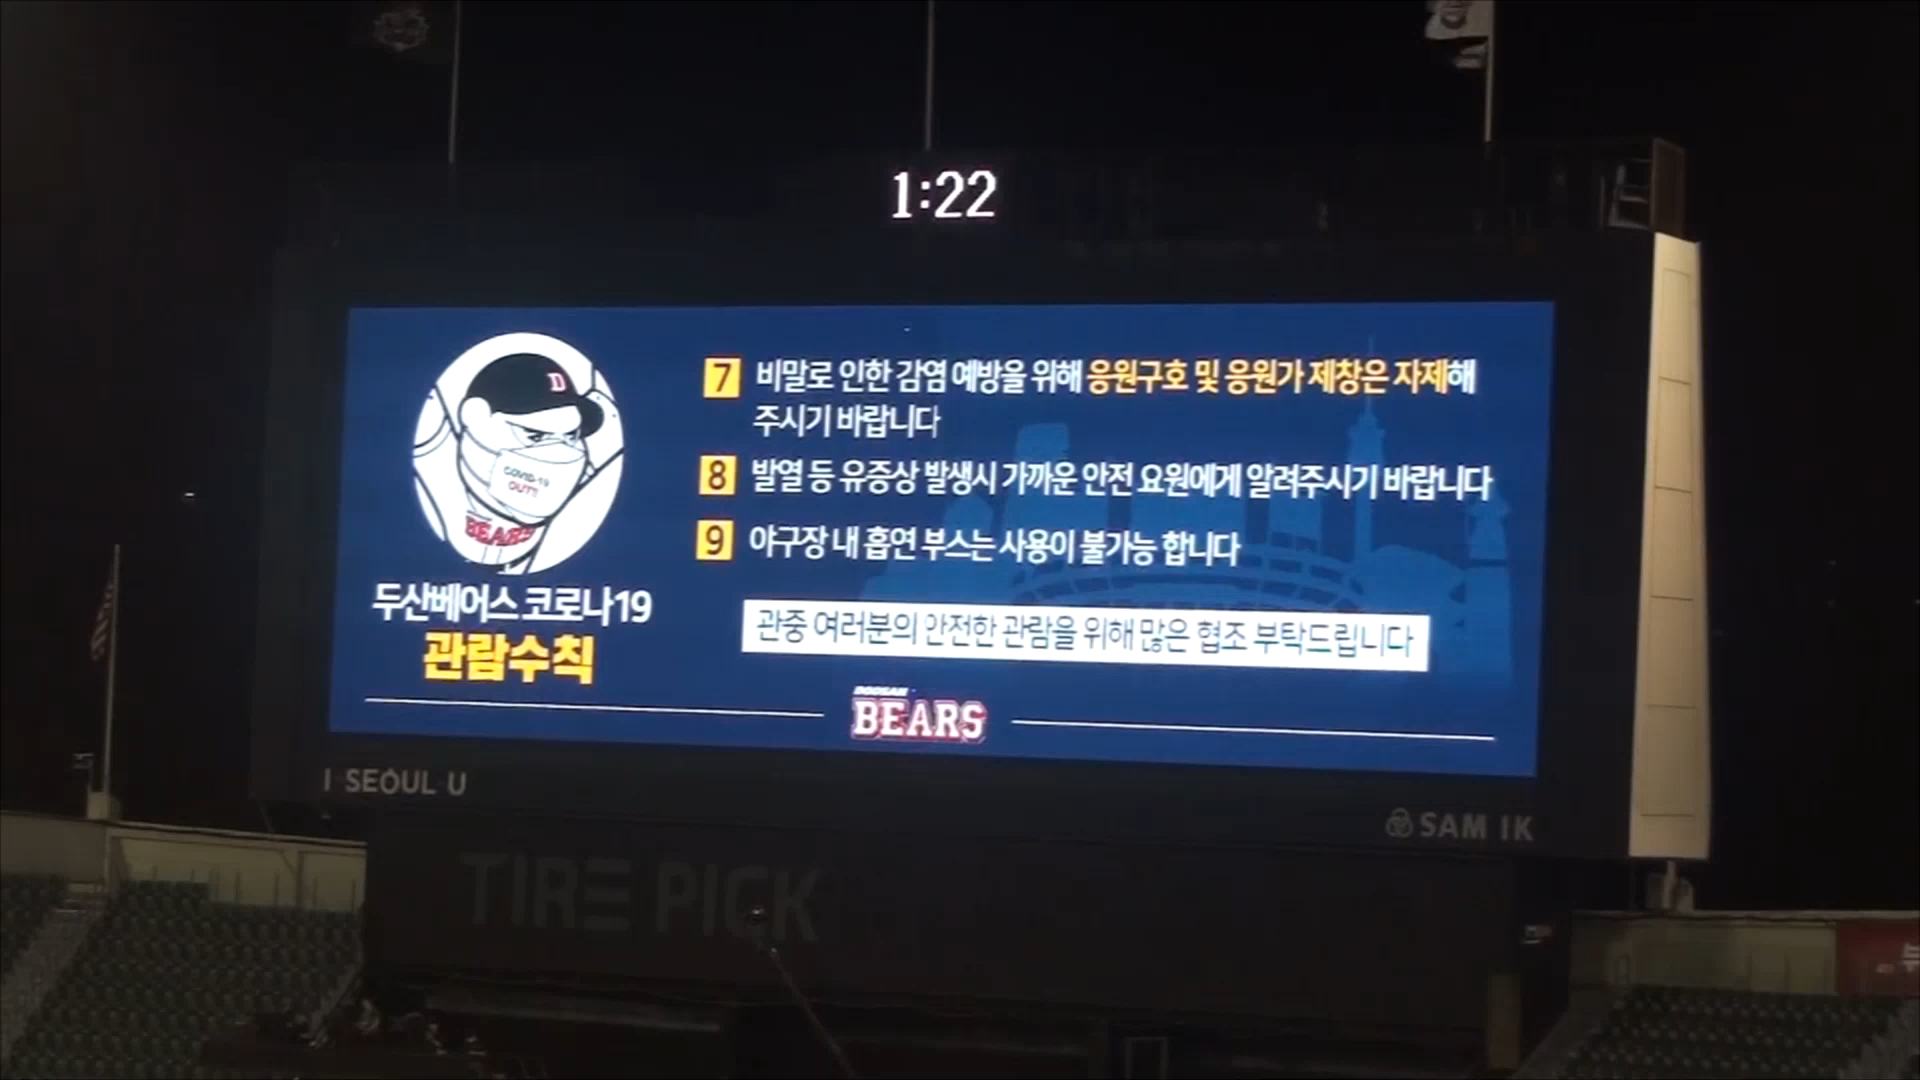 1:22
D
COVID-19
OUT!!
BEARS
두산베어스 코로나19
관람수칙
7 비말로 인한 감염 예방을 위해 응원구호 및 응원가 제창은 자제해
주시기 바랍니다
8 발열 등 유증상 발생시 가까운 안전 요원에게 알려주시기 바랍니다
9 야구장 내 흡연 부스는 사용이 불가능 합니다
관중 여러분의 안전한 관람을 위해 많은 협조 부탁드립니다
DOOSAN
BEARS
I SEOUL U
SAM IK
TIRE PICK
부